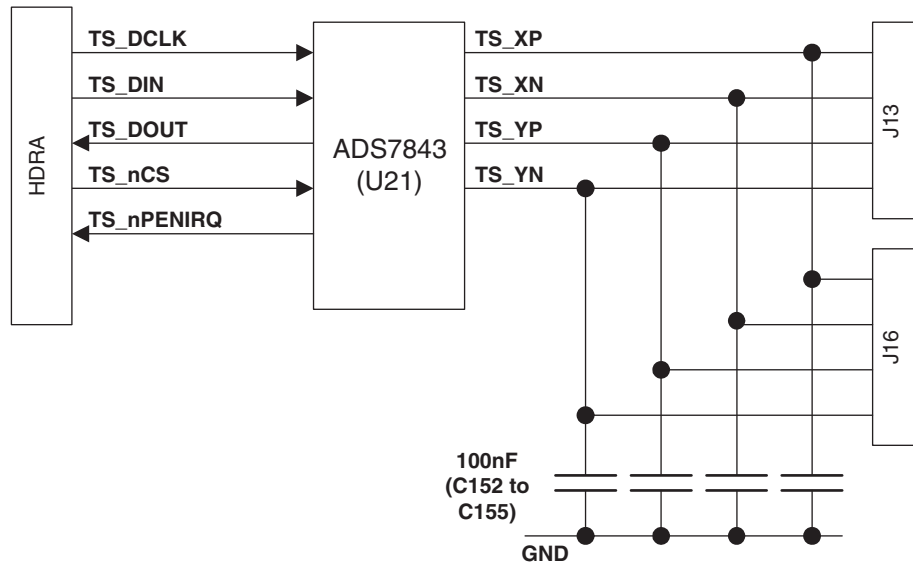 HDRA
TS_DCLK
TS_DIN
TS_DOUT
TS_nCS
TS_nPENIRQ
ADS7843
(U21)
TS_XP
TS_XN
TS_YP
TS_YN
J13
J16
100nF
(C152 to
C155)
GND